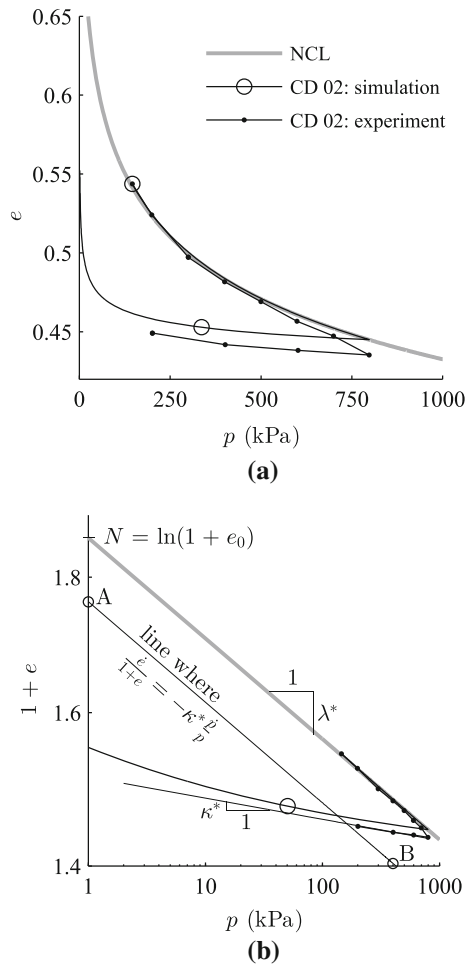 0.65
0.6
0.55
0.5
0.45
e
NCL
CD 02: simulation
CD 02: experiment
0 250 500 750 1000
p (kPa)
(a)
N = ln(1 + e₀)
1.8
1.6
1.4
1 + e
A
line where
ė/(1+e) = −κ* ṗ/p
1
λ*
κ*
1
B
1 10 100 1000
p (kPa)
(b)